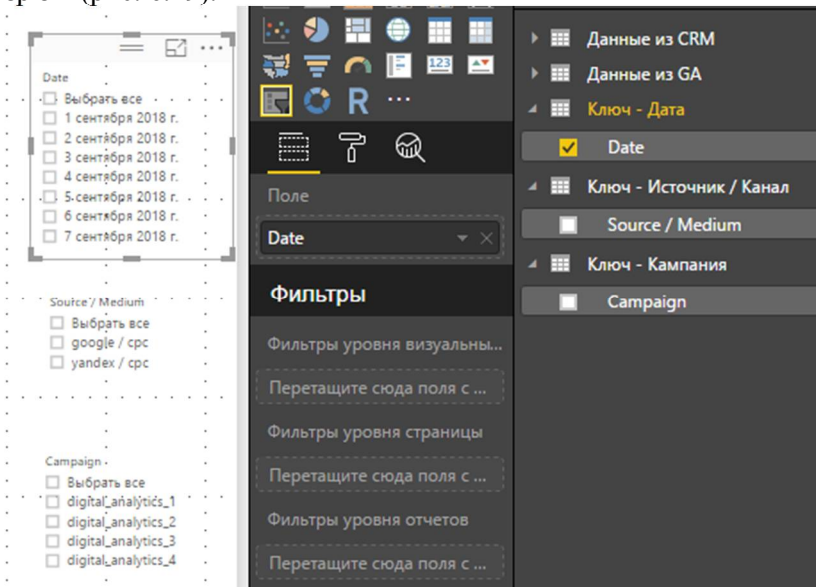 Date
Выбрать все
1 сентября 2018 г.
2 сентября 2018 г.
3 сентября 2018 г.
4 сентября 2018 г.
5 сентября 2018 г.
6 сентября 2018 г.
7 сентября 2018 г.
Source / Medium
Выбрать все
google / cpc
yandex / cpc
Campaign
Выбрать все
digital_analytics_1
digital_analytics_2
digital_analytics_3
digital_analytics_4
123
R
Поле
Date
Фильтры
Фильтры уровня визуальны...
Перетащите сюда поля с ...
Фильтры уровня страницы
Перетащите сюда поля с ...
Фильтры уровня отчетов
Перетащите сюда поля с ...
Данные из CRM
Данные из GA
Ключ - Дата
Date
Ключ - Источник / Канал
Source / Medium
Ключ - Кампания
Campaign